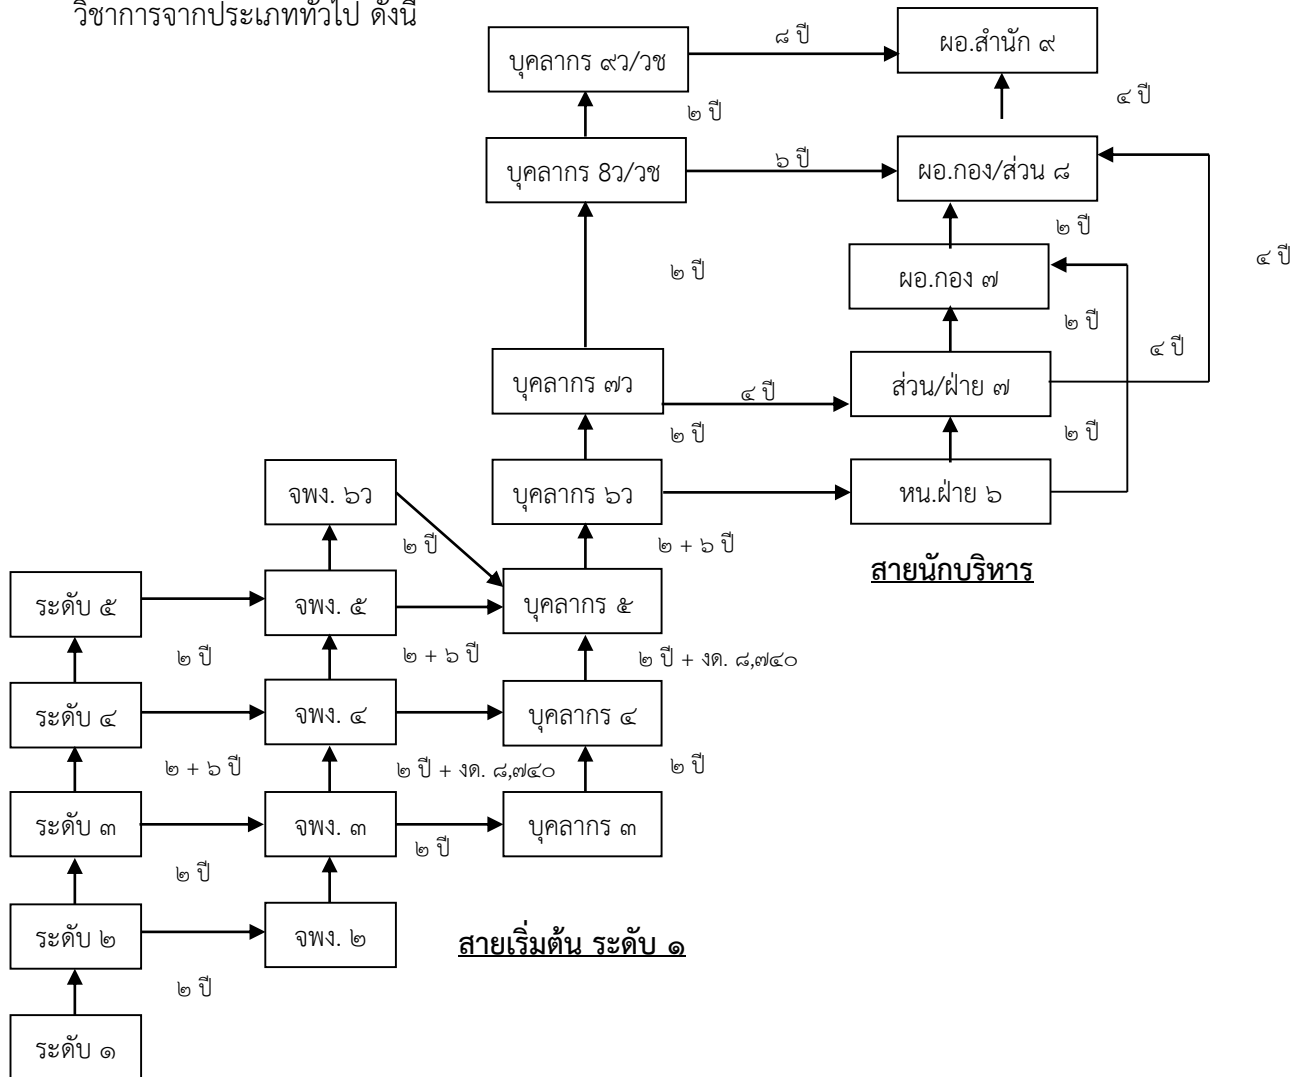 วิชาการจากประเภททั่วไป ดังนี้
บุคลากร ๙ว/วช
๘ ปี
ผอ.สำนัก ๙
๒ ปี
๔ ปี
บุคลากร 8ว/วช
๖ ปี
ผอ.กอง/ส่วน ๘
๒ ปี
๒ ปี
๔ ปี
ผอ.กอง ๗
๒ ปี
๔ ปี
บุคลากร ๗ว
๔ ปี
ส่วน/ฝ่าย ๗
๒ ปี
๒ ปี
จพง. ๖ว
บุคลากร ๖ว
หน.ฝ่าย ๖
๒ ปี
๒ + ๖ ปี
สายนักบริหาร
ระดับ ๕
จพง. ๕
บุคลากร ๕
๒ ปี
๒ + ๖ ปี
๒ ปี + งด. ๘,๗๔๐
ระดับ ๔
จพง. ๔
บุคลากร ๔
๒ + ๖ ปี
๒ ปี + งด. ๘,๗๔๐
๒ ปี
ระดับ ๓
จพง. ๓
๒ ปี
บุคลากร ๓
๒ ปี
ระดับ ๒
จพง. ๒
สายเริ่มต้น ระดับ ๑
๒ ปี
ระดับ ๑